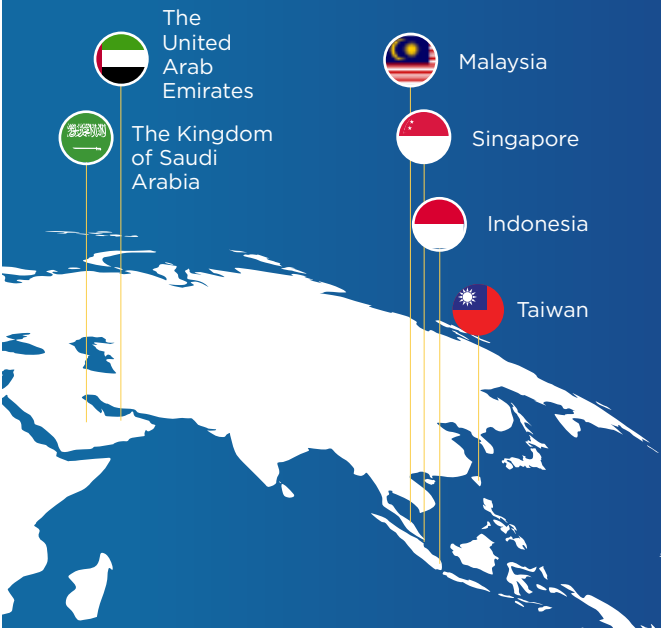 The
United
Arab
Emirates
The Kingdom
of Saudi
Arabia
Malaysia
Singapore
Indonesia
Taiwan